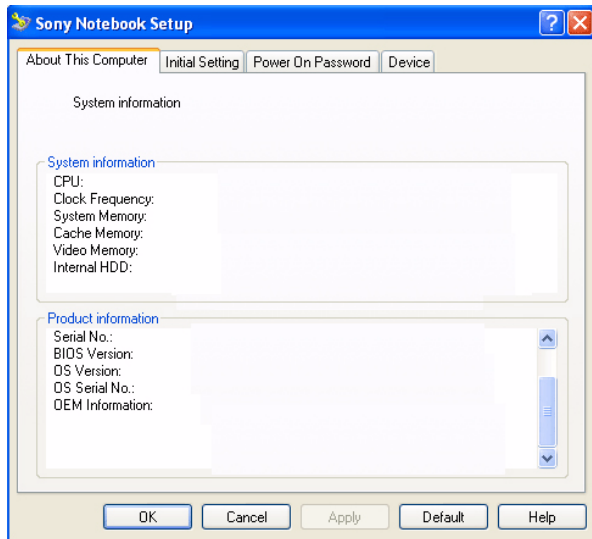 Sony Notebook Setup
About This Computer Initial Setting Power On Password Device
System information
System information
CPU:
Clock Frequency:
System Memory:
Cache Memory:
Video Memory:
Internal HDD:
Product information
Serial No.:
BIOS Version:
OS Version:
OS Serial No.:
OEM Information:
OK Cancel Apply Default Help